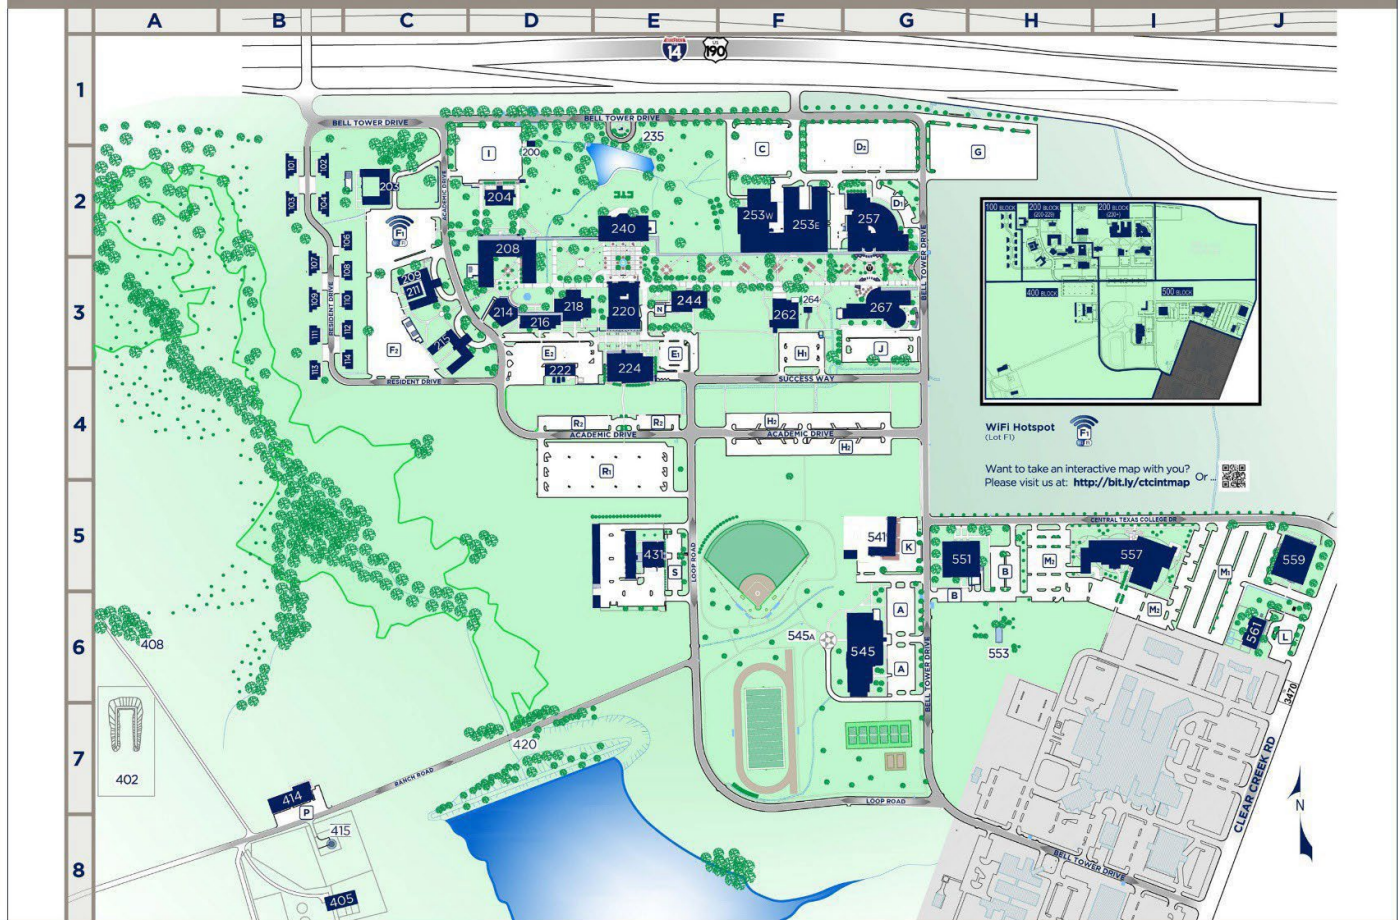 A B C D E F G H I J
INTERSTATE 14 US 190
1
BELL TOWER DRIVE
BELL TOWER DRIVE
235
I
200
C
D2
G
101
102
203
ACADEMIC DRIVE
2
103
104
204
D1
100 BLOCK
200 BLOCK
(200-229)
200 BLOCK
(230+)
253W
253E
257
240
F1
106
208
BELL TOWER DRIVE
107
108
209
211
400 BLOCK
500 BLOCK
3
109
110
RESIDENT DRIVE
214
216
218
220
N
244
262
264
267
111
112
215
F2
E2
E1
H1
J
113
114
222
224
RESIDENT DRIVE
SUCCESS WAY
4
R2
R2
H2
ACADEMIC DRIVE
ACADEMIC DRIVE
H2
WiFi Hotspot
(Lot F1)
F1
R1
Want to take an interactive map with you?
Please visit us at: http://bit.ly/ctcintmap Or ...
5
CENTRAL TEXAS COLLEGE DR
431
S
LOOP ROAD
541
K
551
B
M2
557
M1
559
B
A
M2
6
408
545A
545
A
BELL TOWER DRIVE
553
561
L
3470
7
402
420
RANCH ROAD
414
P
LOOP ROAD
CLEAR CREEK RD
N
415
8
405
BELL TOWER DRIVE